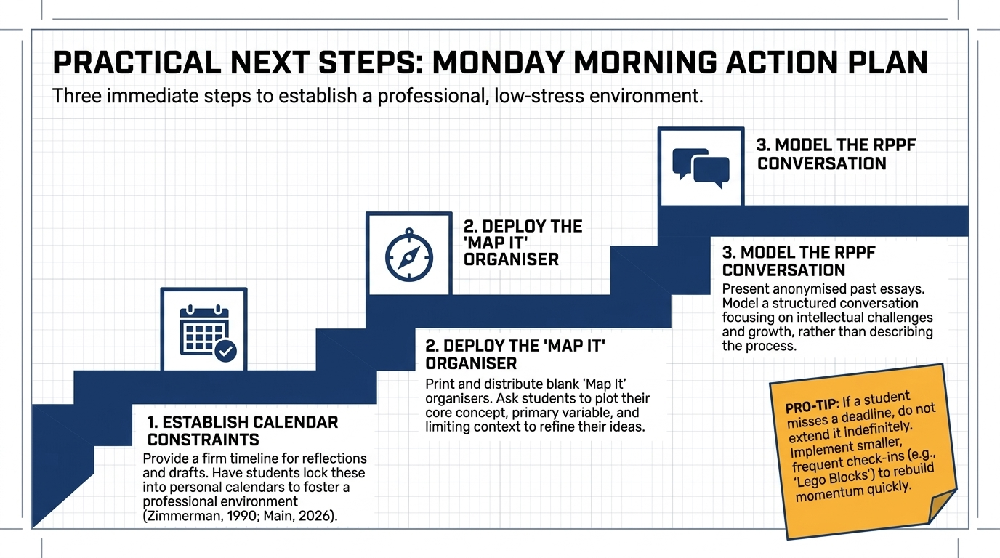 PRACTICAL NEXT STEPS: MONDAY MORNING ACTION PLAN
Three immediate steps to establish a professional, low-stress environment.
1. ESTABLISH CALENDAR
CONSTRAINTS
Provide a firm timeline for reflections
and drafts. Have students lock these
into personal calendars to foster a
professional environment
(Zimmerman, 1990; Main, 2026).
2. DEPLOY THE
'MAP IT'
ORGANISER
2. DEPLOY THE 'MAP IT'
ORGANISER
Print and distribute blank 'Map It'
organisers. Ask students to plot their
core concept, primary variable, and
limiting context to refine their ideas.
3. MODEL THE RPPF
CONVERSATION
3. MODEL THE RPPF
CONVERSATION
Present anonymised past essays.
Model a structured conversation
focusing on intellectual challenges
and growth, rather than describing
the process.
PRO-TIP: If a student
misses a deadline, do not
extend it indefinitely.
Implement smaller,
frequent check-ins (e.g.,
'Lego Blocks') to rebuild
momentum quickly.